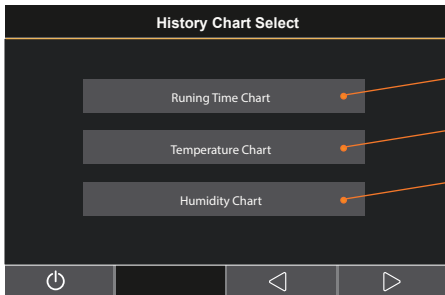 History Chart Select
Runing Time Chart
Temperature Chart
Humidity Chart